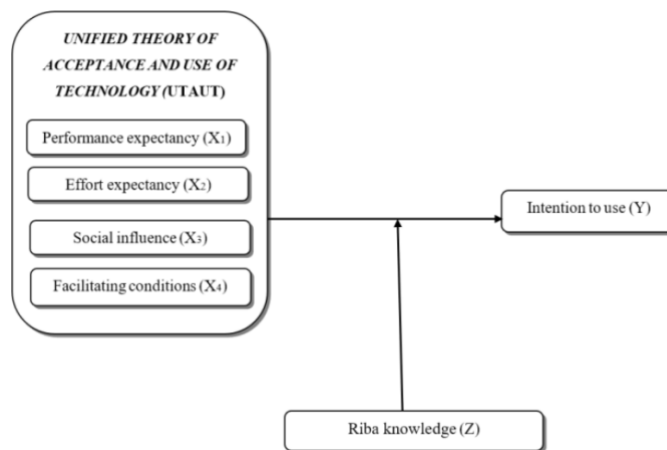 UNIFIED THEORY OF
ACCEPTANCE AND USE OF
TECHNOLOGY (UTAUT)
Performance expectancy (X₁)
Effort expectancy (X₂)
Social influence (X₃)
Facilitating conditions (X₄)
Intention to use (Y)
Riba knowledge (Z)